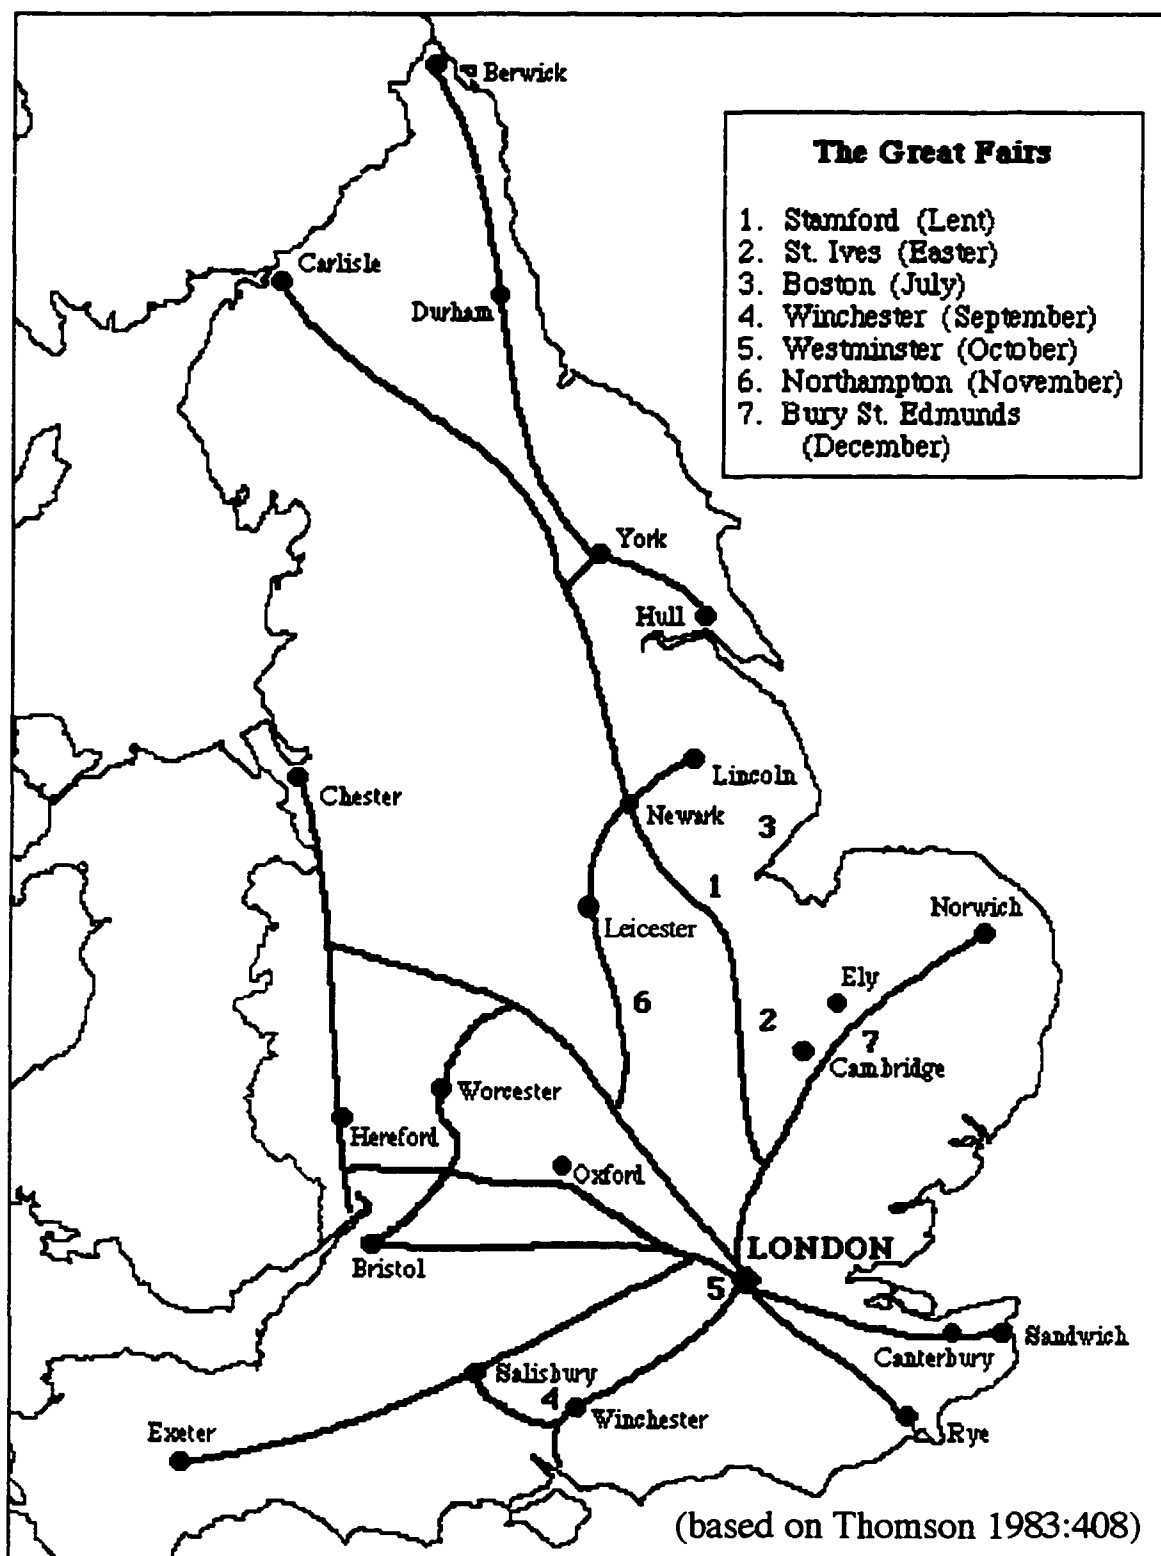 Berwick
The Great Fairs
1. Stamford (Lent)
2. St. Ives (Easter)
3. Boston (July)
4. Winchester (September)
5. Westminster (October)
6. Northampton (November)
7. Bury St. Edmunds
(December)
Carlisle
Durham
York
Hull
Lincoln
Chester
Newark
3
1
Norwich
Leicester
Ely
6
2
7
Cambridge
Worcester
Hereford
Oxford
LONDON
Bristol
5
Sandwich
Canterbury
Salisbury
4
Winchester
Exeter
Rye
(based on Thomson 1983:408)